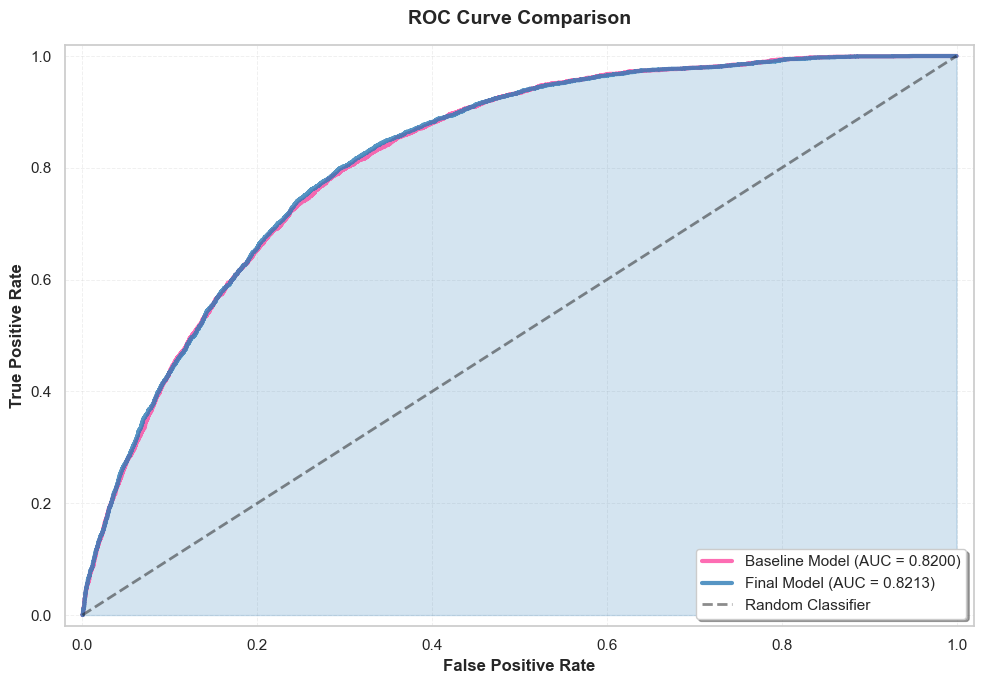 ROC Curve Comparison
True Positive Rate
1.0
0.8
0.6
0.4
0.2
0.0
0.0 0.2 0.4 0.6 0.8 1.0
False Positive Rate
Baseline Model (AUC = 0.8200)
Final Model (AUC = 0.8213)
Random Classifier